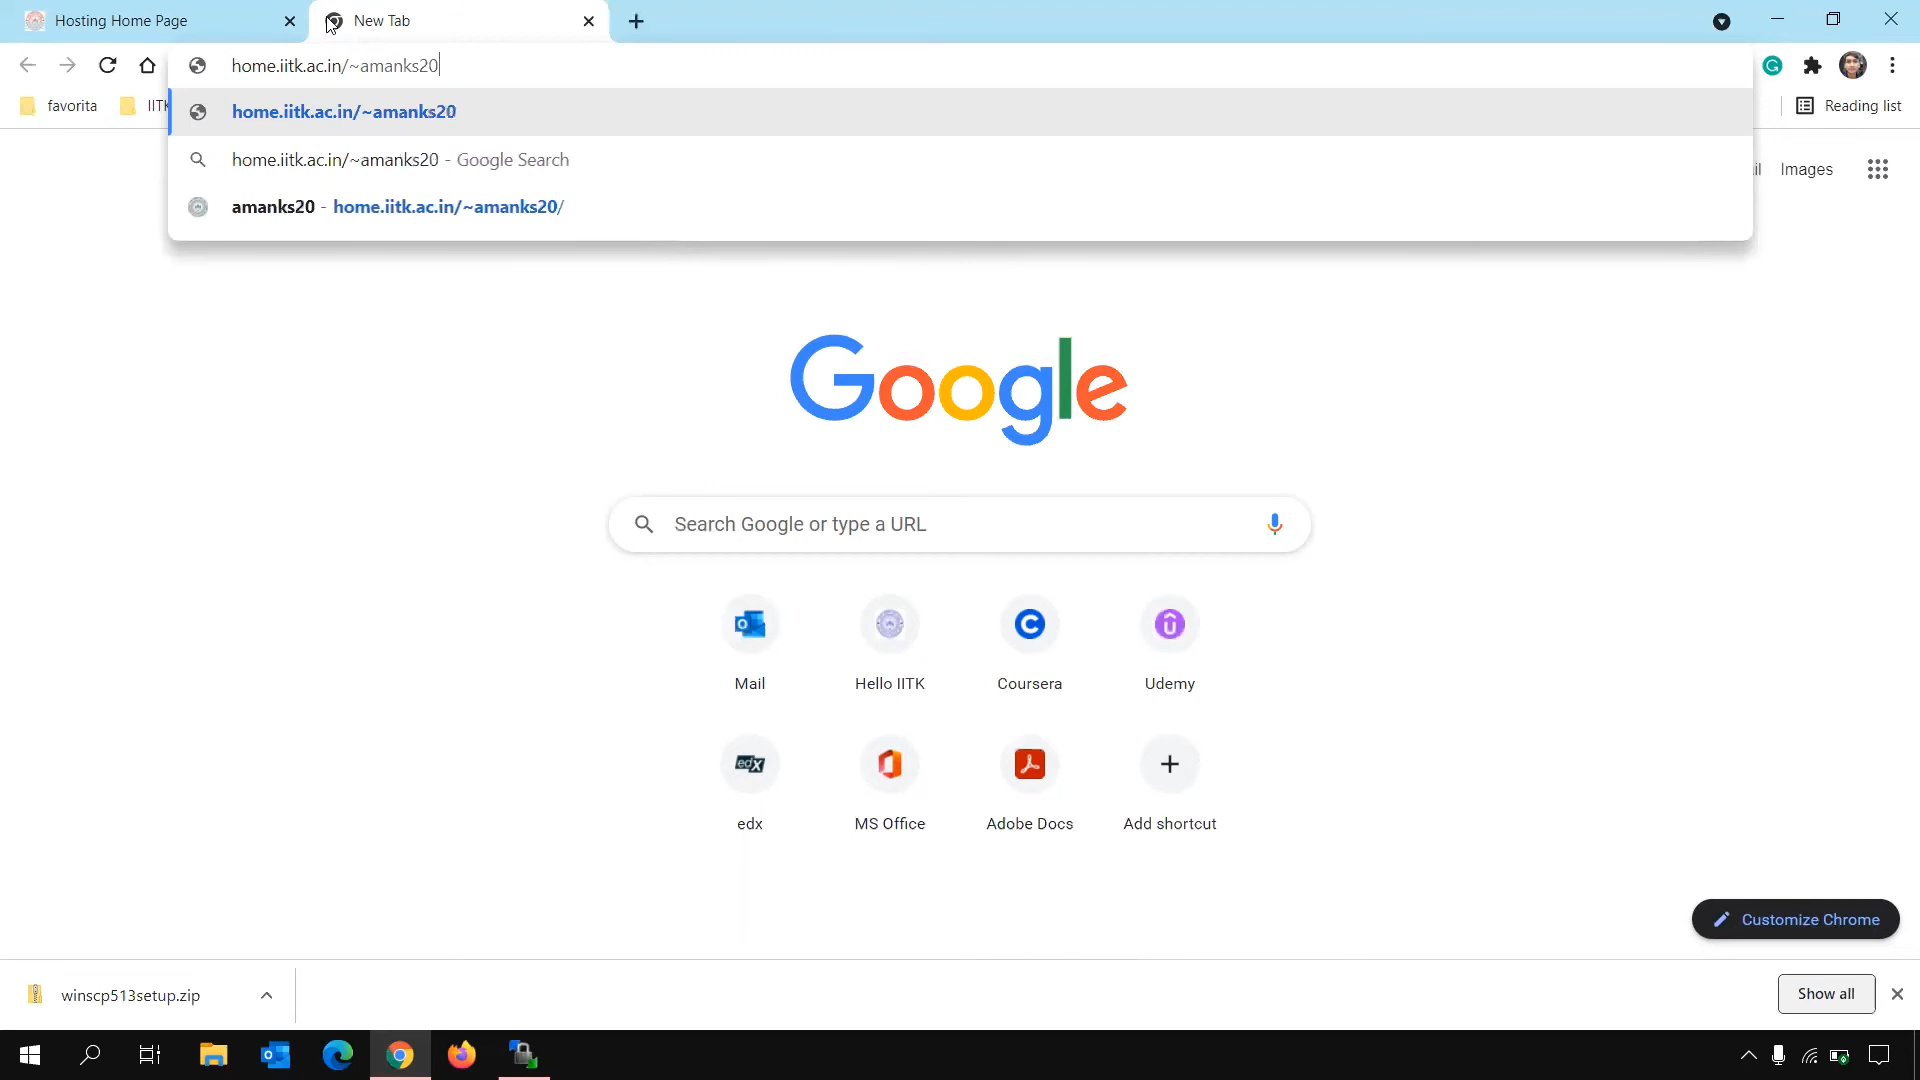 Hosting Home Page
New Tab
home.iitk.ac.in/~amanks20
favorita
IITK
home.iitk.ac.in/~amanks20
Reading list
home.iitk.ac.in/~amanks20 - Google Search
Images
amanks20 - home.iitk.ac.in/~amanks20/
Google
Search Google or type a URL
Mail
Hello IITK
Coursera
Udemy
edX
edx
MS Office
Adobe Docs
Add shortcut
Customize Chrome
winscp513setup.zip
Show all